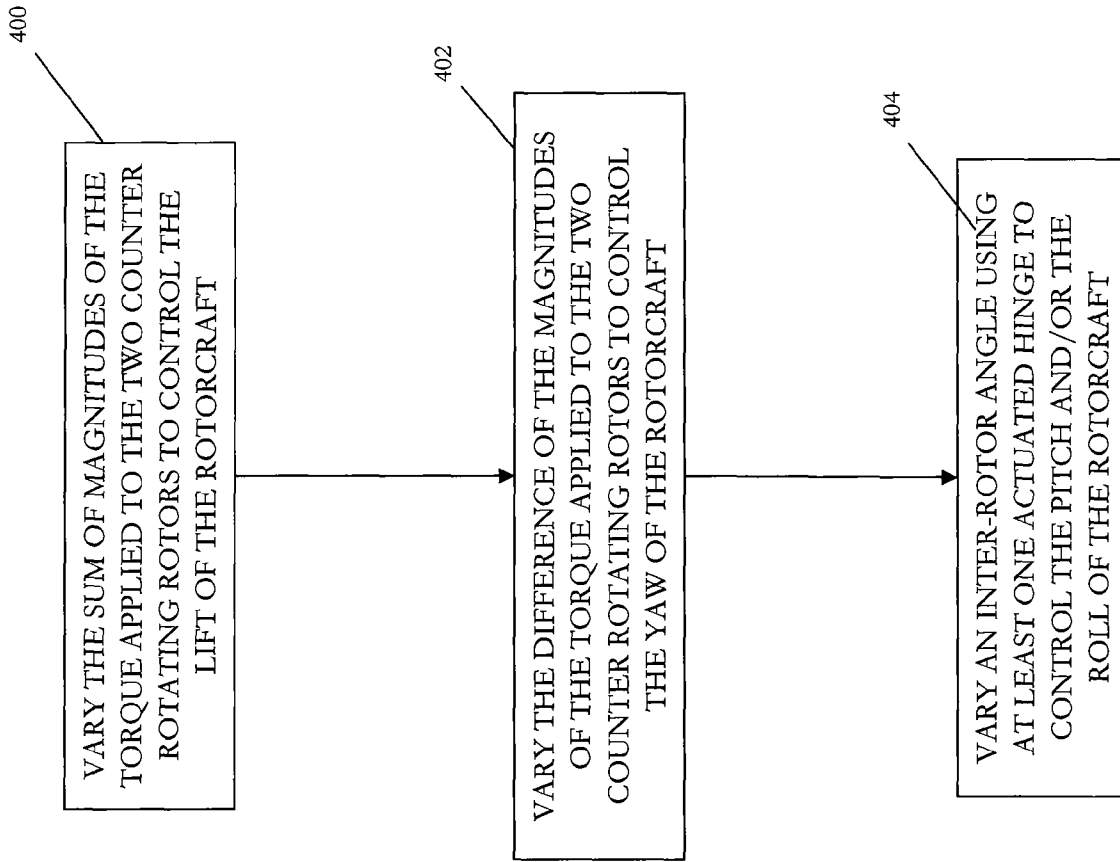 400
VARY THE SUM OF MAGNITUDES OF THE
TORQUE APPLIED TO THE TWO COUNTER
ROTATING ROTORS TO CONTROL THE
LIFT OF THE ROTORCRAFT
402
VARY THE DIFFERENCE OF THE MAGNITUDES
OF THE TORQUE APPLIED TO THE TWO
COUNTER ROTATING ROTORS TO CONTROL
THE YAW OF THE ROTORCRAFT
404
VARY AN INTER-ROTOR ANGLE USING
AT LEAST ONE ACTUATED HINGE TO
CONTROL THE PITCH AND/OR THE
ROLL OF THE ROTORCRAFT